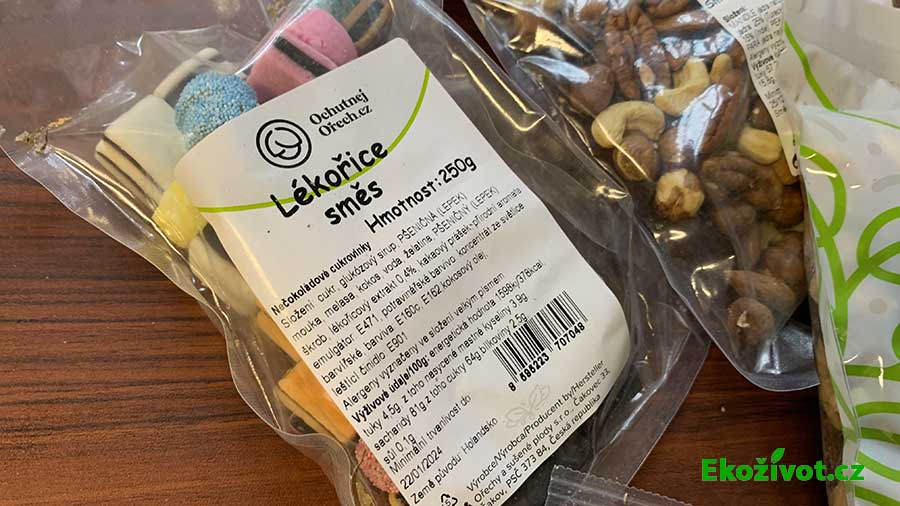 Ochutnej
Ořech.cz
Lékořice
směs
Hmotnost: 250g
Nečokoládové cukrovinky
Složení: cukr, glukózový sirup, PŠENIČNÁ (LEPEK)
mouka, melasa, kokos, voda, želatina, PŠENIČNÝ (LEPEK)
škrob, lékořicový extrakt 0,4%, kakaový prášek, přírodní aromata
emulgátor: E471, potravinářské barvivo: koncentrát ze světlice
barvířské, barviva: E160c, E162, kokosový olej,
leštící činidlo: E901
Alergeny vyznačeny ve složení velkým písmem.
Výživové údaje/100g: energetická hodnota 1598kj/378kcal,
tuky 4,5g, z toho nasycené mastné kyseliny 3,9g,
sacharidy 81g z toho cukry 64g bílkoviny 2,5g,
sůl 0,1g
Minimální trvanlivost do
22/01/2024
Země původu: Holandsko
8 698223 707048
Výrobce/Výrobca/Producent by/Hersteller
Ořechy a sušené plody s.r.o., Čakovec 33,
Čakov, PSČ 373 84, Česká republika
Složení:
MANDLE
Ekoživot.cz